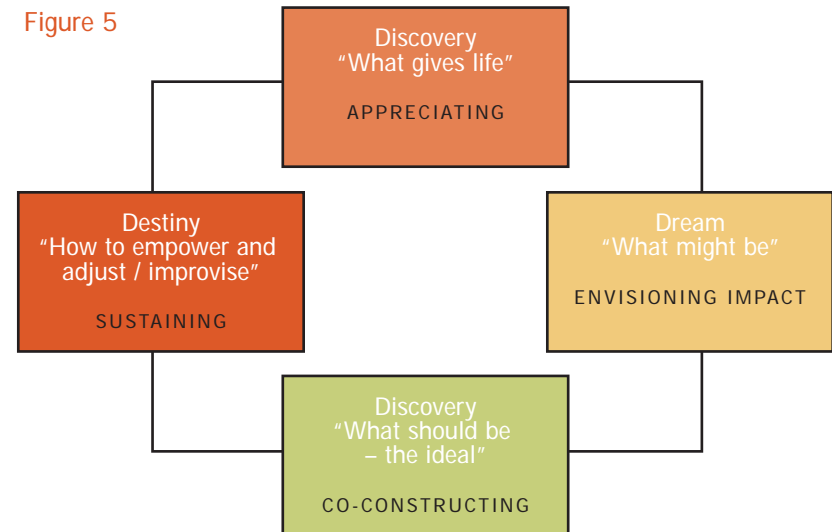 Figure 5
Discovery
“What gives life”
APPRECIATING
Destiny
“How to empower and
adjust / improvise”
SUSTAINING
Dream
“What might be”
ENVISIONING IMPACT
Discovery
“What should be
– the ideal”
CO-CONSTRUCTING